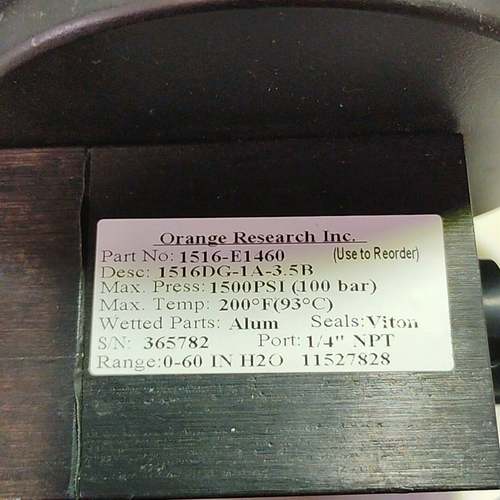 Orange Research Inc.
Part No: 1516-E1460 (Use to Reorder)
Desc: 1516DG-1A-3.5B
Max. Press: 1500PSI (100 bar)
Max. Temp: 200°F(93°C)
Wetted Parts: Alum Seals: Viton
S/N: 365782 Port: 1/4" NPT
Range: 0-60 IN H2O 11527828